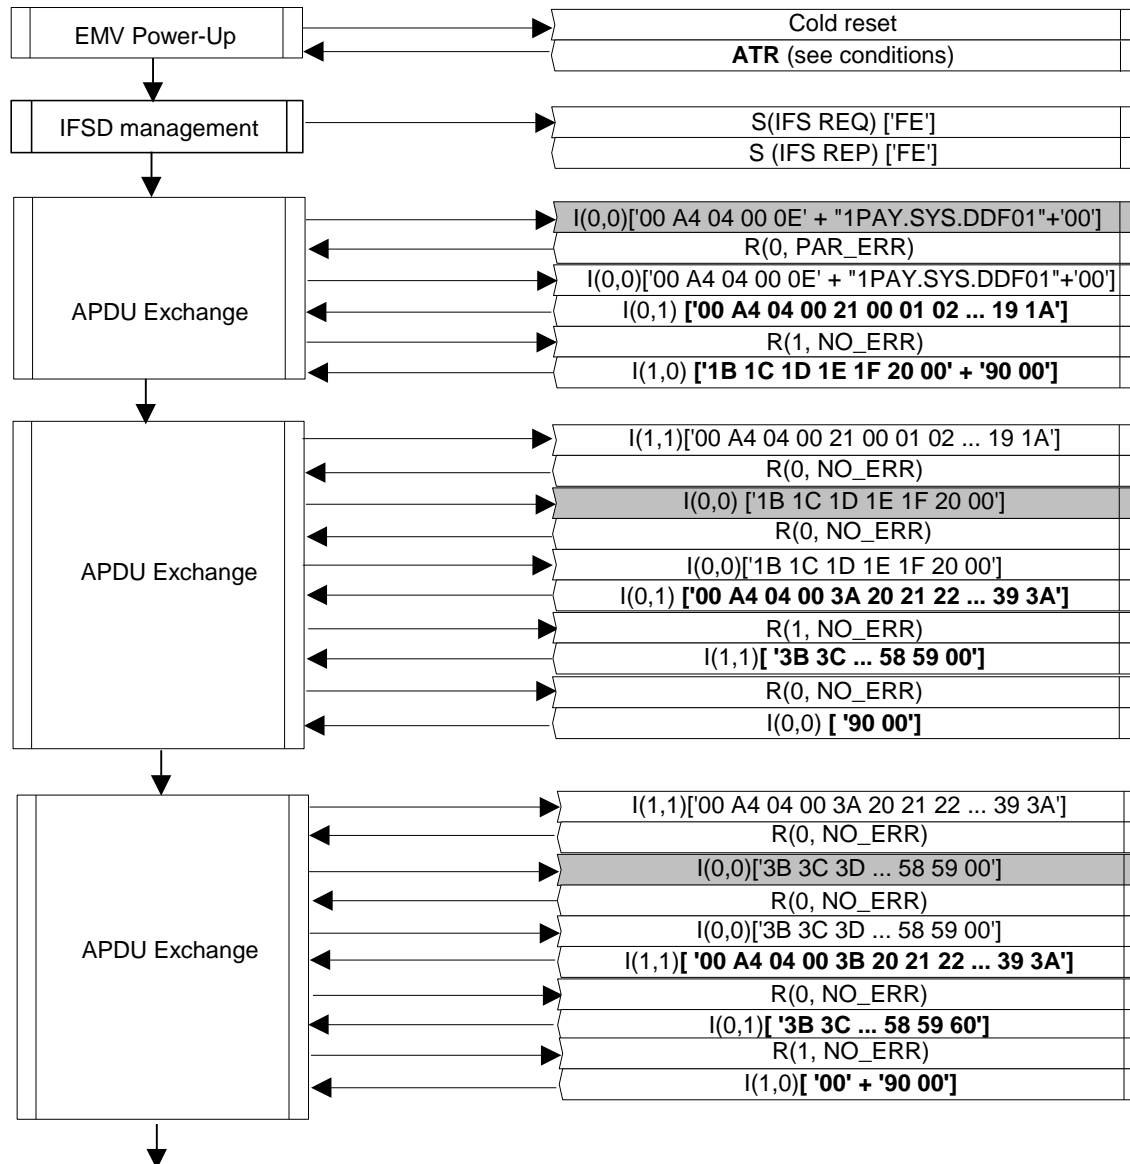 EMV Power-Up
Cold reset
ATR (see conditions)
IFSD management
S(IFS REQ) ['FE']
S (IFS REP) ['FE']
APDU Exchange
I(0,0)['00 A4 04 00 0E' + "1PAY.SYS.DDF01"+'00']
R(0, PAR_ERR)
I(0,0)['00 A4 04 00 0E' + "1PAY.SYS.DDF01"+'00']
I(0,1) ['00 A4 04 00 21 00 01 02 ... 19 1A']
R(1, NO_ERR)
I(1,0) ['1B 1C 1D 1E 1F 20 00' + '90 00']
APDU Exchange
I(1,1)['00 A4 04 00 21 00 01 02 ... 19 1A']
R(0, NO_ERR)
I(0,0) ['1B 1C 1D 1E 1F 20 00']
R(0, NO_ERR)
I(0,0)['1B 1C 1D 1E 1F 20 00']
I(0,1) ['00 A4 04 00 3A 20 21 22 ... 39 3A']
R(1, NO_ERR)
I(1,1)[ '3B 3C ... 58 59 00']
R(0, NO_ERR)
I(0,0) [ '90 00']
APDU Exchange
I(1,1)['00 A4 04 00 3A 20 21 22 ... 39 3A']
R(0, NO_ERR)
I(0,0)['3B 3C 3D ... 58 59 00']
R(0, NO_ERR)
I(0,0)['3B 3C 3D ... 58 59 00']
I(1,1)[ '00 A4 04 00 3B 20 21 22 ... 39 3A']
R(0, NO_ERR)
I(0,1)[ '3B 3C ... 58 59 60']
R(1, NO_ERR)
I(1,0)[ '00' + '90 00']